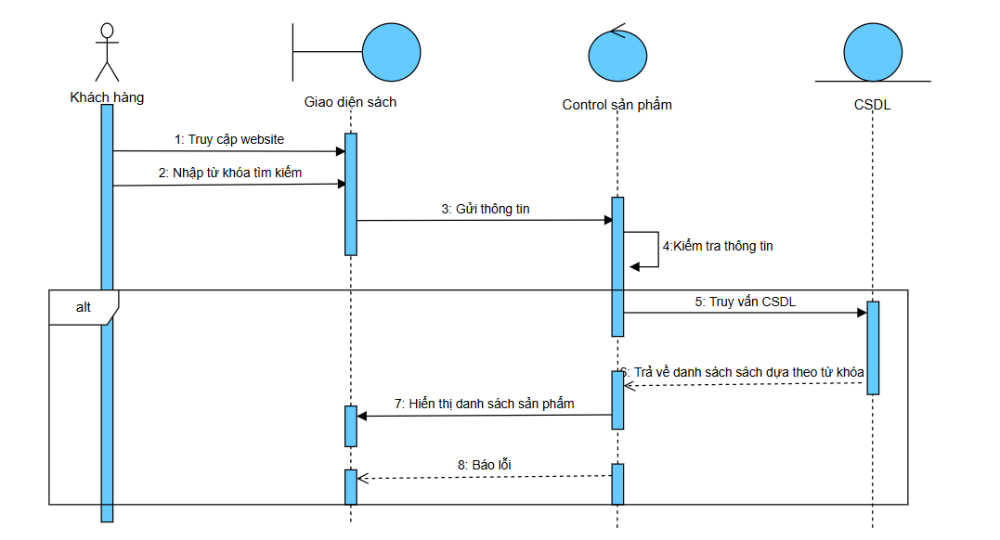 Khách hàng
Giao diện sách
Control sản phẩm
CSDL
1: Truy cập website
2: Nhập từ khóa tìm kiếm
3: Gửi thông tin
4:Kiểm tra thông tin
alt
5: Truy vấn CSDL
6: Trả về danh sách sách dựa theo từ khóa
7: Hiển thị danh sách sản phẩm
8: Báo lỗi